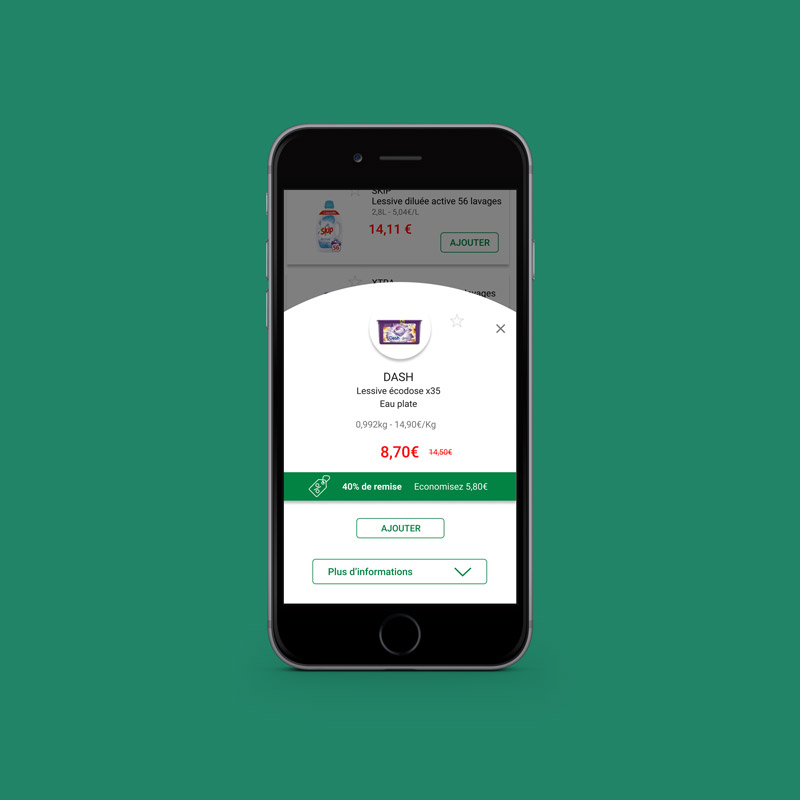 SKIP
Lessive diluée active 56 lavages
2,8L - 5,04€/L
14,11 €
AJOUTER
Skip
XTRA
lavages
DASH
Lessive écodose x35
Eau plate
0,992kg - 14,90€/Kg
8,70€ 14,50€
40% de remise Economisez 5,80€
AJOUTER
Plus d'informations